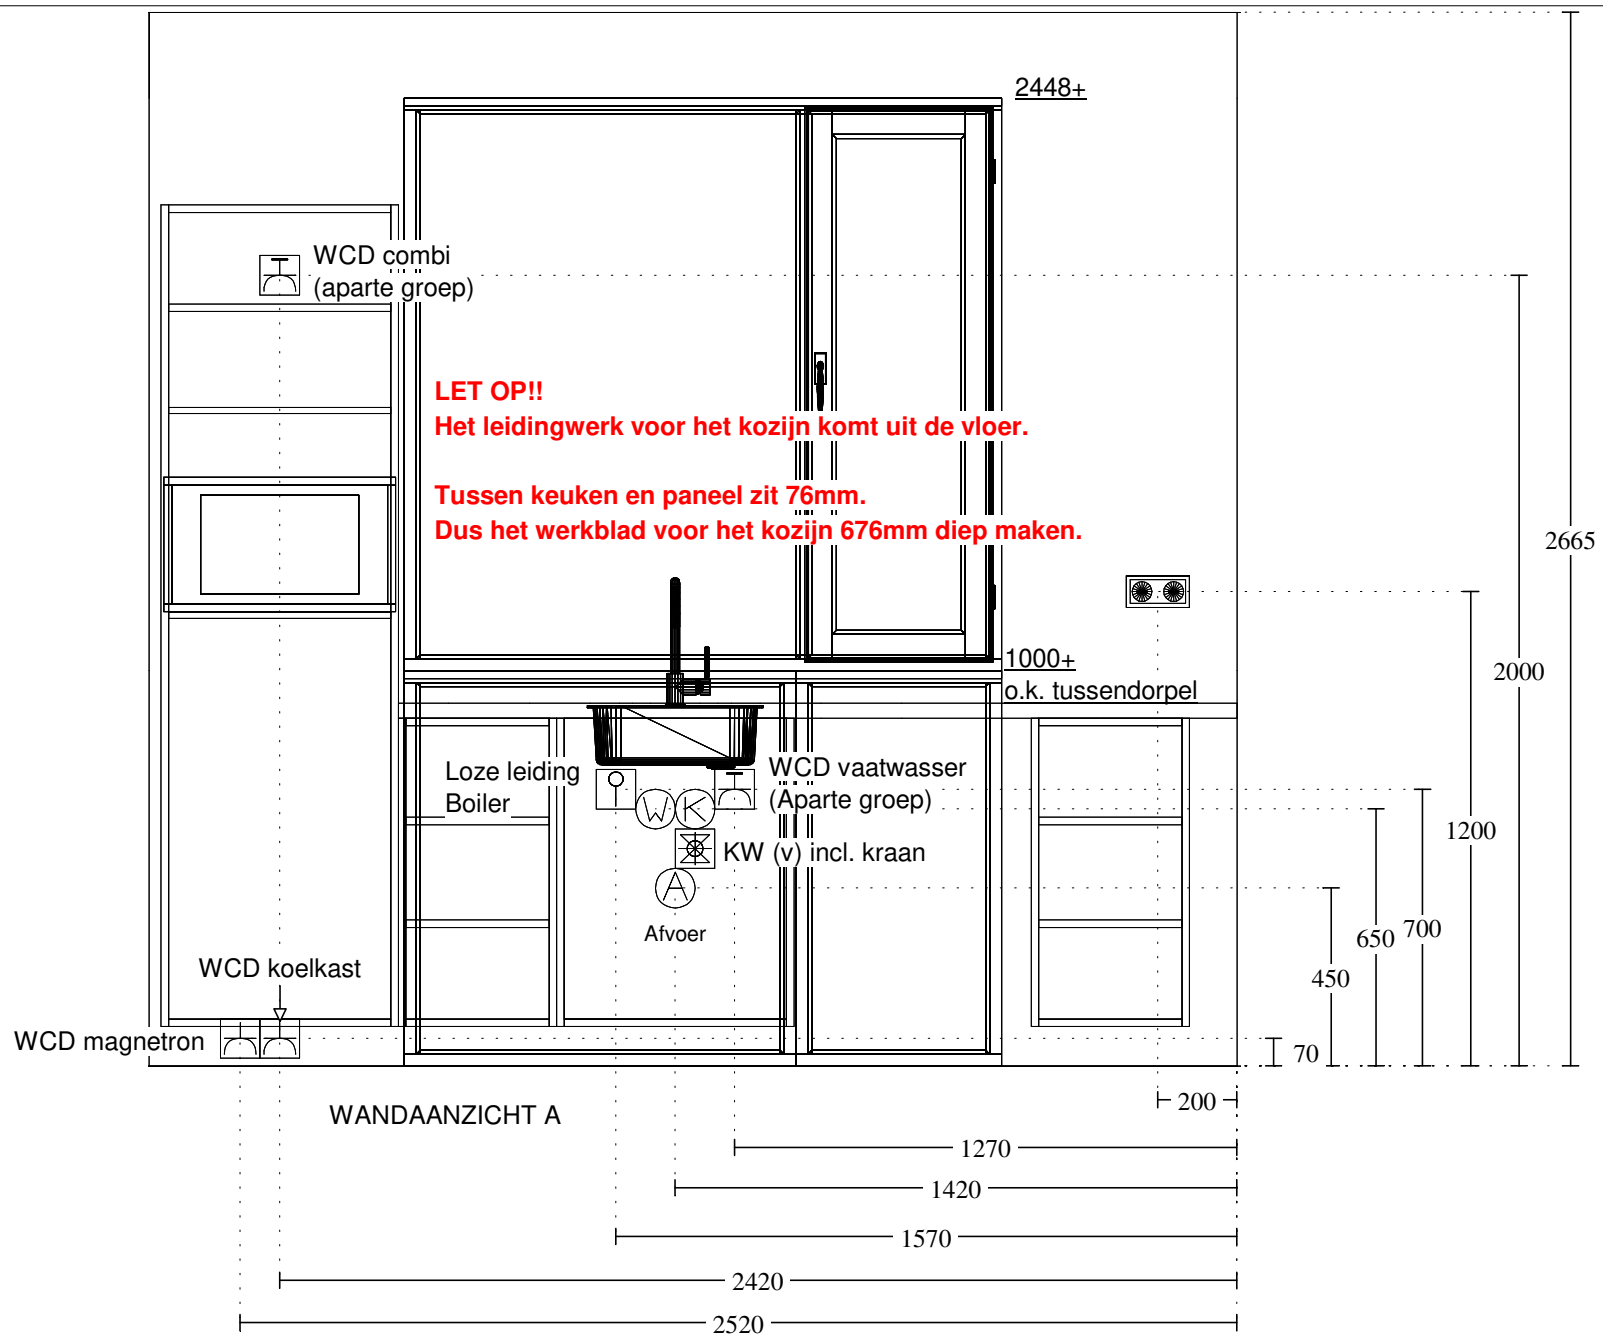 2448+
WCD combi
(aparte groep)
LET OP!!
Het leidingwerk voor het kozijn komt uit de vloer.
Tussen keuken en paneel zit 76mm.
Dus het werkblad voor het kozijn 676mm diep maken.
2665
1000+
o.k. tussendorpel
2000
Loze leiding
Boiler
WCD vaatwasser
(Aparte groep)
W K
1200
KW (v) incl. kraan
A
Afvoer
700
650
450
WCD koelkast
WCD magnetron
70
200
WANDAANZICHT A
1270
1420
1570
2420
2520